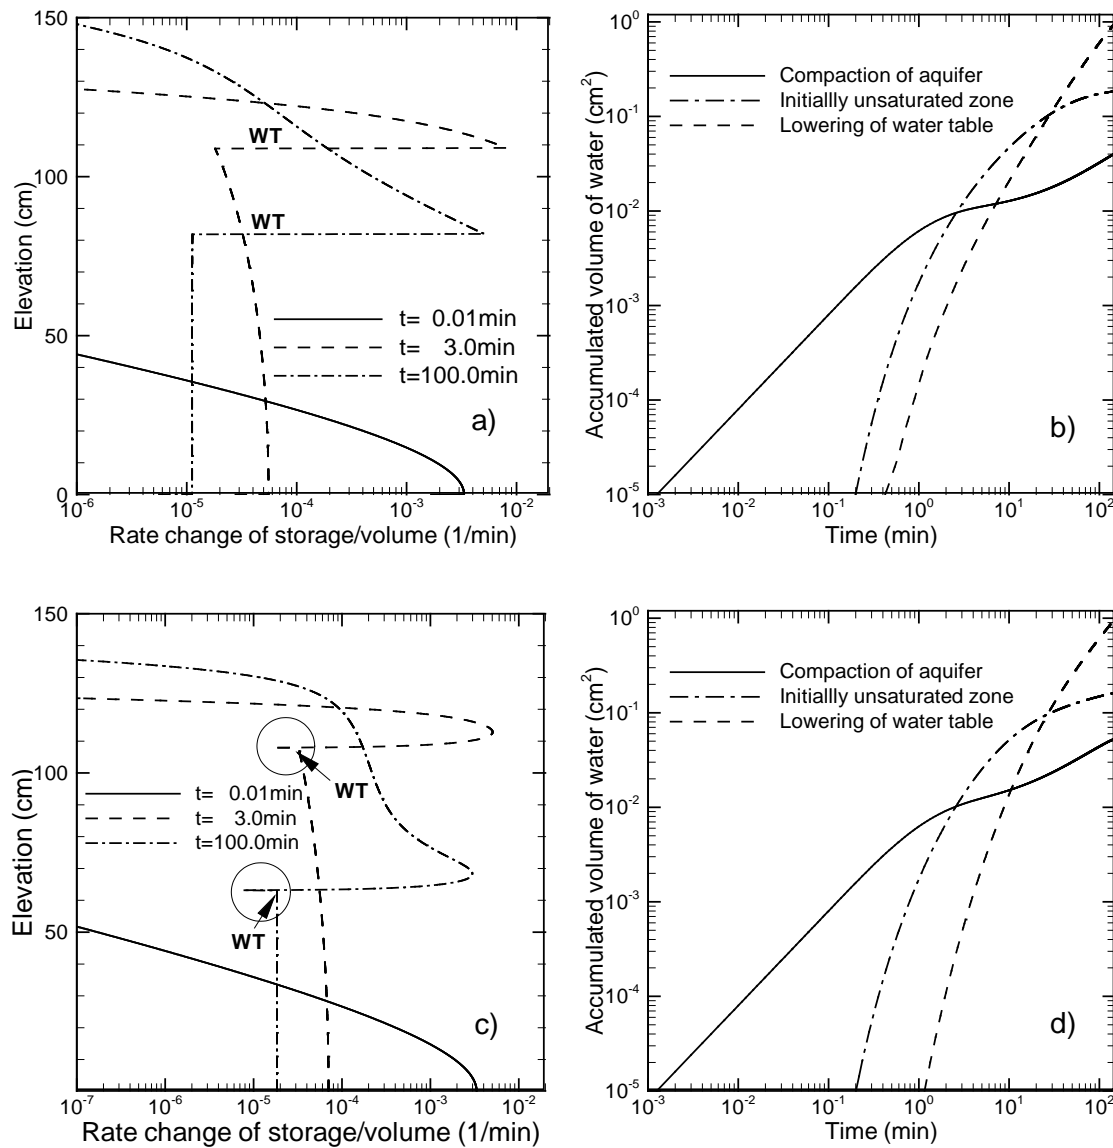 150
100
50
0
Elevation (cm)
WT
WT
t= 0.01min
t= 3.0min
t=100.0min
a)
10^-6 10^-5 10^-4 10^-3 10^-2
Rate change of storage/volume (1/min)
10^0
10^-1
10^-2
10^-3
10^-4
10^-5
Accumulated volume of water (cm^2)
Compaction of aquifer
Initiallly unsaturated zone
Lowering of water table
b)
10^-3 10^-2 10^-1 10^0 10^1 10^2
Time (min)
150
100
50
Elevation (cm)
WT
t= 0.01min
t= 3.0min
t=100.0min
WT
c)
10^-7 10^-6 10^-5 10^-4 10^-3 10^-2
Rate change of storage/volume (1/min)
10^0
10^-1
10^-2
10^-3
10^-4
10^-5
Accumulated volume of water (cm^2)
Compaction of aquifer
Initiallly unsaturated zone
Lowering of water table
d)
10^-3 10^-2 10^-1 10^0 10^1 10^2
Time (min)